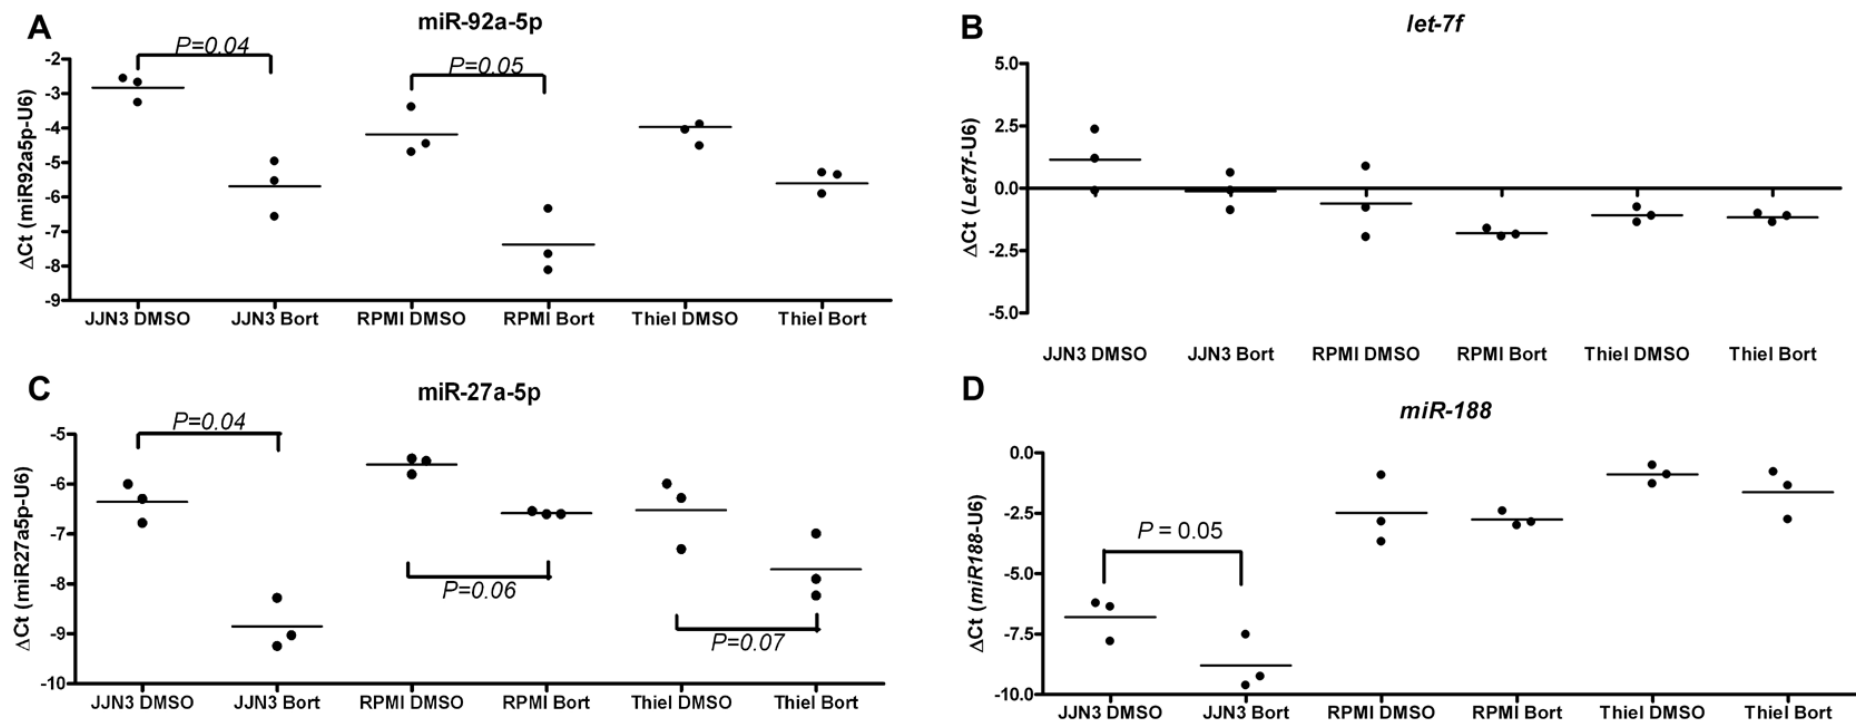 A
miR-92a-5p
P=0.04
P=0.05
ΔCt (miR92a5p-U6)
-2
-3
-4
-5
-6
-7
-8
-9
JJN3 DMSO JJN3 Bort RPMI DMSO RPMI Bort Thiel DMSO Thiel Bort
B
let-7f
ΔCt (Let7f-U6)
5.0
2.5
0.0
-2.5
-5.0
JJN3 DMSO JJN3 Bort RPMI DMSO RPMI Bort Thiel DMSO Thiel Bort
C
miR-27a-5p
P=0.04
P=0.06
P=0.07
ΔCt (miR27a5p-U6)
-5
-6
-7
-8
-9
-10
JJN3 DMSO JJN3 Bort RPMI DMSO RPMI Bort Thiel DMSO Thiel Bort
D
miR-188
P = 0.05
ΔCt (miR188-U6)
0.0
-2.5
-5.0
-7.5
-10.0
JJN3 DMSO JJN3 Bort RPMI DMSO RPMI Bort Thiel DMSO Thiel Bort